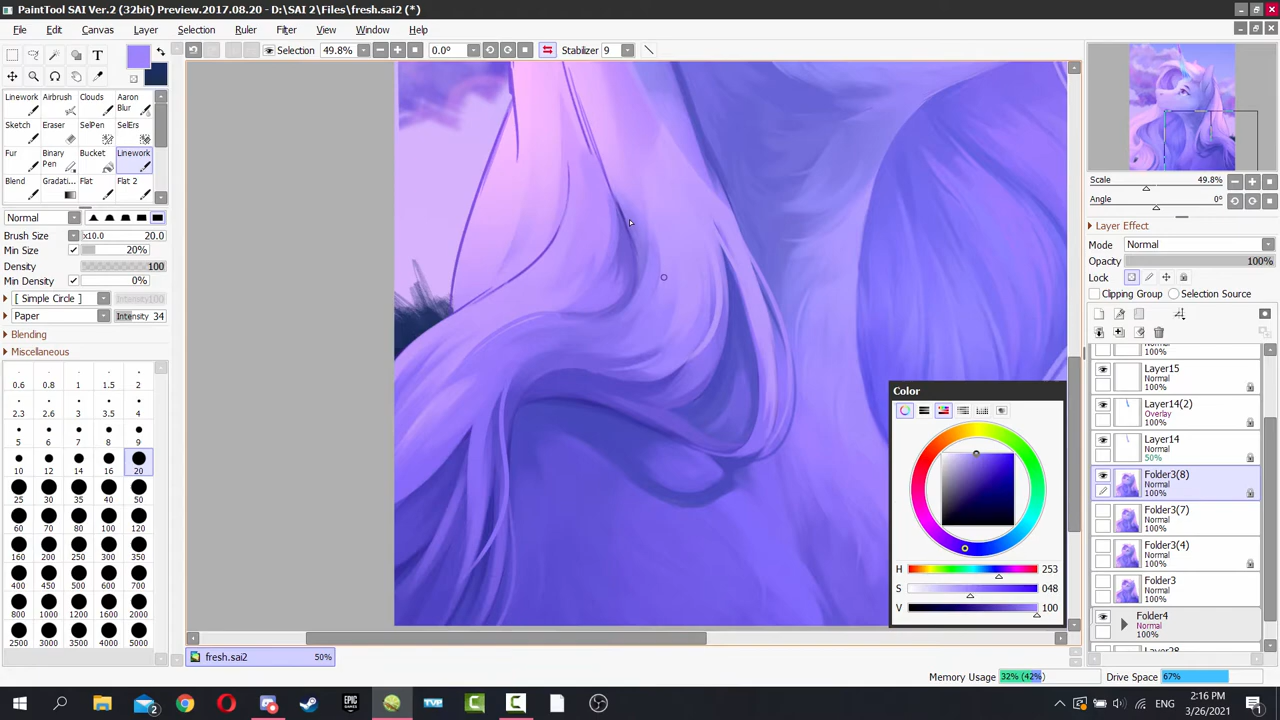 PaintTool SAI Ver.2 (32bit) Preview.2017.08.20 - D:\SAI 2\Files\fresh.sai2 (*)
File Edit Canvas Layer Selection Ruler Filter View Window Help
Selection 49.8% 0.0° Stabilizer 9
Linework Airbrush Clouds Aaron Blur
Sketch Eraser SelPen SelErs
Fur Binary Pen Bucket Linework
Blend Gradati... Flat Flat 2
Normal
Brush Size x10.0 20.0
Min Size 20%
Density 100
Min Density 0%
[ Simple Circle ] Intensity100
Paper Intensity 34
Blending
Miscellaneous
0.6 0.8 1 1.5 2
2.3 2.6 3 3.5 4
5 6 7 8 9
10 12 14 16 20
25 30 35 40 50
60 70 80 100 120
160 200 250 300 350
400 450 500 600 700
800 1000 1200 1400 1600
2500 3000 3500 4000 5000
Color
H 253
S 048
V 100
Scale 49.8%
Angle 0°
Layer Effect
Mode Normal
Opacity 100%
Lock
Clipping Group Selection Source
100%
Layer15
Normal
100%
Layer14(2)
Overlay
100%
Layer14
50%
Folder3(8)
Normal
100%
Folder3(7)
Normal
100%
Folder3(4)
Normal
100%
Folder3
Normal
100%
Folder4
Normal
100%
Layer28
fresh.sai2 50%
Memory Usage 32% (42%) Drive Space 67%
2 EPIC GAMES TVP ENG 2:16 PM
3/26/2021 1